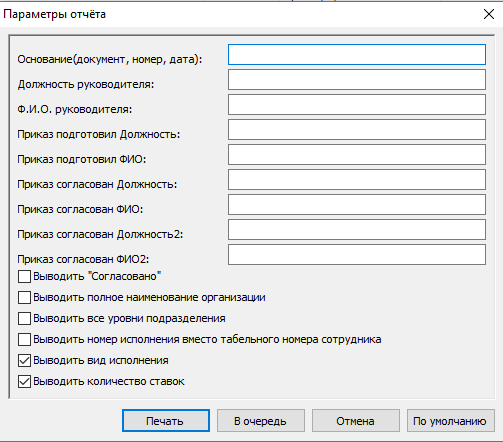 Параметры отчёта
Основание(документ, номер, дата):
Должность руководителя:
Ф.И.О. руководителя:
Приказ подготовил Должность:
Приказ подготовил ФИО:
Приказ согласован Должность:
Приказ согласован ФИО:
Приказ согласован Должность2:
Приказ согласован ФИО2:
Выводить "Согласовано"
Выводить полное наименование организации
Выводить все уровни подразделения
Выводить номер исполнения вместо табельного номера сотрудника
Выводить вид исполнения
Выводить количество ставок
Печать В очередь Отмена По умолчанию